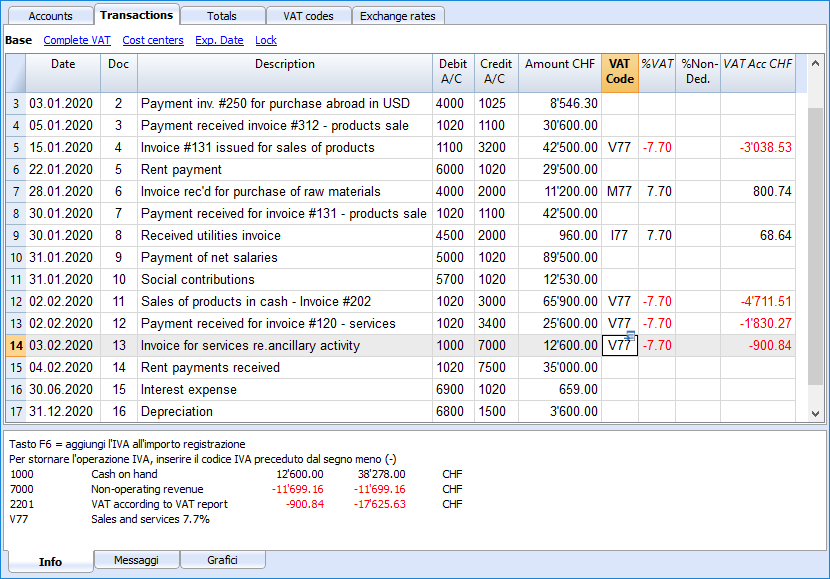 Accounts Transactions Totals VAT codes Exchange rates
Base Complete VAT Cost centers Exp. Date Lock
Date Doc Description Debit A/C Credit A/C Amount CHF VAT Code %VAT %Non-Ded. VAT Acc CHF
3 03.01.2020 2 Payment inv. #250 for purchase abroad in USD 4000 1025 8'546.30
4 05.01.2020 3 Payment received invoice #312 - products sale 1020 1100 30'600.00
5 15.01.2020 4 Invoice #131 issued for sales of products 1100 3200 42'500.00 V77 -7.70 -3'038.53
6 22.01.2020 5 Rent payment 6000 1020 29'500.00
7 28.01.2020 6 Invoice rec'd for purchase of raw materials 4000 2000 11'200.00 M77 7.70 800.74
8 30.01.2020 7 Payment received for invoice #131 - products sale 1020 1100 42'500.00
9 30.01.2020 8 Received utilities invoice 4500 2000 960.00 I77 7.70 68.64
10 31.01.2020 9 Payment of net salaries 5000 1020 89'500.00
11 31.01.2020 10 Social contributions 5700 1020 12'530.00
12 02.02.2020 11 Sales of products in cash - Invoice #202 1020 3000 65'900.00 V77 -7.70 -4'711.51
13 02.02.2020 12 Payment received for invoice #120 - services 1020 3400 25'600.00 V77 -7.70 -1'830.27
14 03.02.2020 13 Invoice for services re.ancillary activity 1000 7000 12'600.00 V77 -7.70 -900.84
15 04.02.2020 14 Rent payments received 1020 7500 35'000.00
16 30.06.2020 15 Interest expense 6900 1020 659.00
17 31.12.2020 16 Depreciation 6800 1500 3'600.00
Tasto F6 = aggiungi l'IVA all'importo registrazione
Per stornare l'operazione IVA, inserire il codice IVA preceduto dal segno meno (-)
1000 Cash on hand 12'600.00 38'278.00 CHF
7000 Non-operating revenue -11'699.16 -11'699.16 CHF
2201 VAT according to VAT report -900.84 -17'625.63 CHF
V77 Sales and services 7.7%
Info Messaggi Grafici